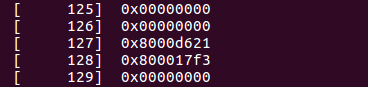 [     125]  0x00000000
[     126]  0x00000000
[     127]  0x8000d621
[     128]  0x800017f3
[     129]  0x00000000